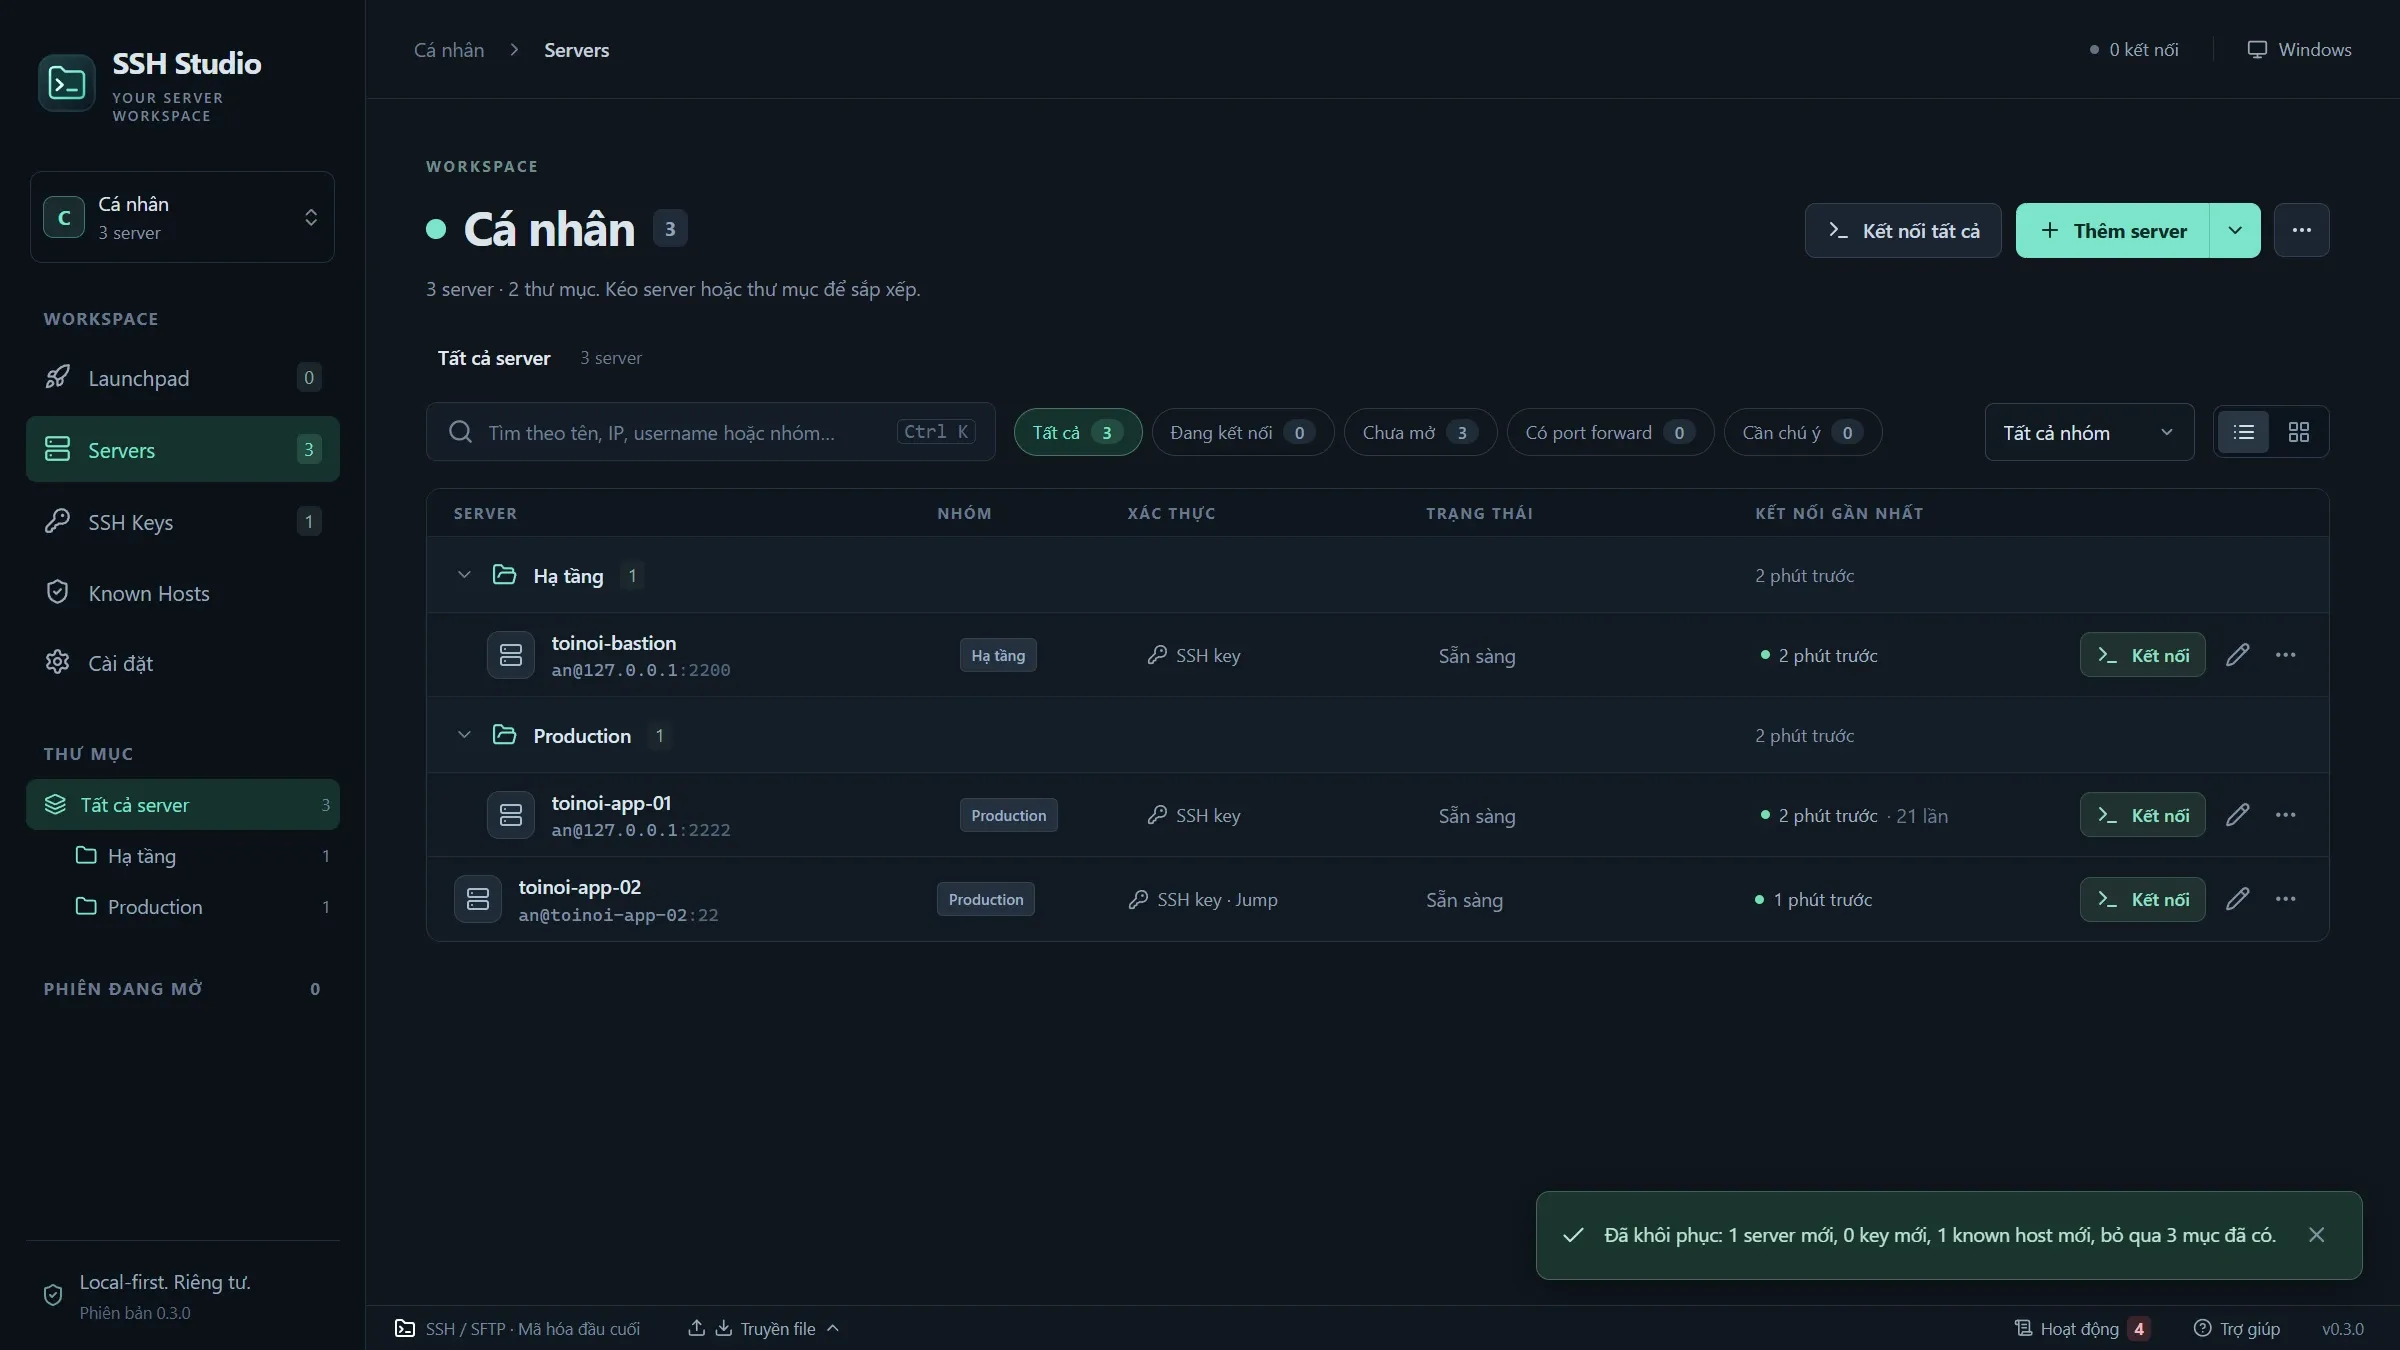 SSH Studio
YOUR SERVER
WORKSPACE
C
Cá nhân
3 server
WORKSPACE
Launchpad 0
Servers 3
SSH Keys 1
Known Hosts
Cài đặt
THƯ MỤC
Tất cả server 3
Hạ tầng 1
Production 1
PHIÊN ĐANG MỞ 0
Local-first. Riêng tư.
Phiên bản 0.3.0
Cá nhân Servers
0 kết nối
Windows
WORKSPACE
Cá nhân 3
Kết nối tất cả
Thêm server
3 server · 2 thư mục. Kéo server hoặc thư mục để sắp xếp.
Tất cả server 3 server
Tìm theo tên, IP, username hoặc nhóm... Ctrl K
Tất cả 3
Đang kết nối 0
Chưa mở 3
Có port forward 0
Cần chú ý 0
Tất cả nhóm
SERVER NHÓM XÁC THỰC TRẠNG THÁI KẾT NỐI GẦN NHẤT
Hạ tầng 1 2 phút trước
toinoi-bastion
an@127.0.0.1:2200
Hạ tầng SSH key Sẵn sàng 2 phút trước Kết nối
Production 1 2 phút trước
toinoi-app-01
an@127.0.0.1:2222
Production SSH key Sẵn sàng 2 phút trước · 21 lần Kết nối
toinoi-app-02
an@toinoi-app-02:22
Production SSH key · Jump Sẵn sàng 1 phút trước Kết nối
Đã khôi phục: 1 server mới, 0 key mới, 1 known host mới, bỏ qua 3 mục đã có.
SSH / SFTP · Mã hóa đầu cuối
Truyền file
Hoạt động 4
Trợ giúp
v0.3.0